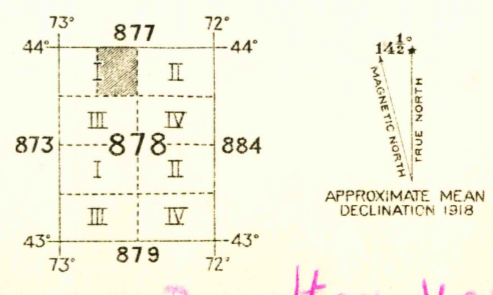 73° 877 72°
44° 44°
I II
III IV
873 878 884
I II
III IV
43° 43°
73° 879 72°
14½°
MAGNETIC NORTH
TRUE NORTH
APPROXIMATE MEAN
DECLINATION 1918